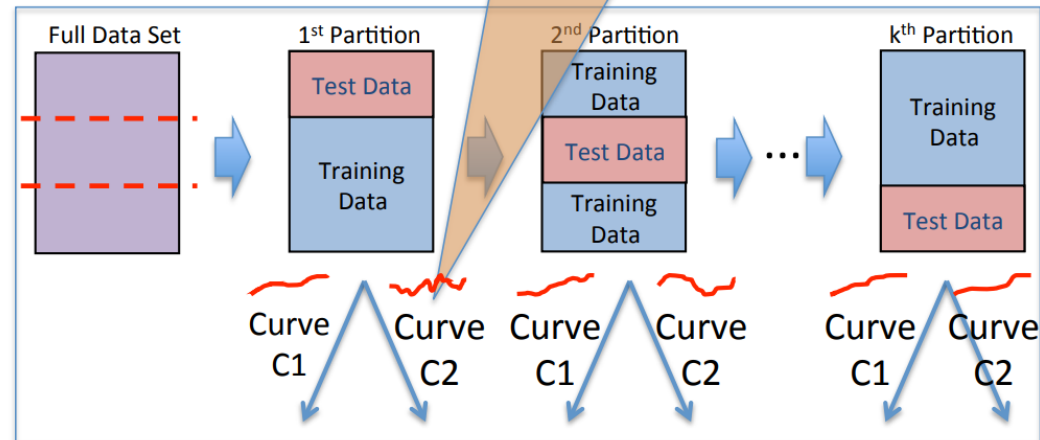 Full Data Set
1st Partition
2nd Partition
kth Partition
Test Data
Training
Data
Training
Data
Test Data
Training
Data
...
Training
Data
Test Data
Curve
C1
Curve
C2
Curve
C1
Curve
C2
Curve
C1
Curve
C2